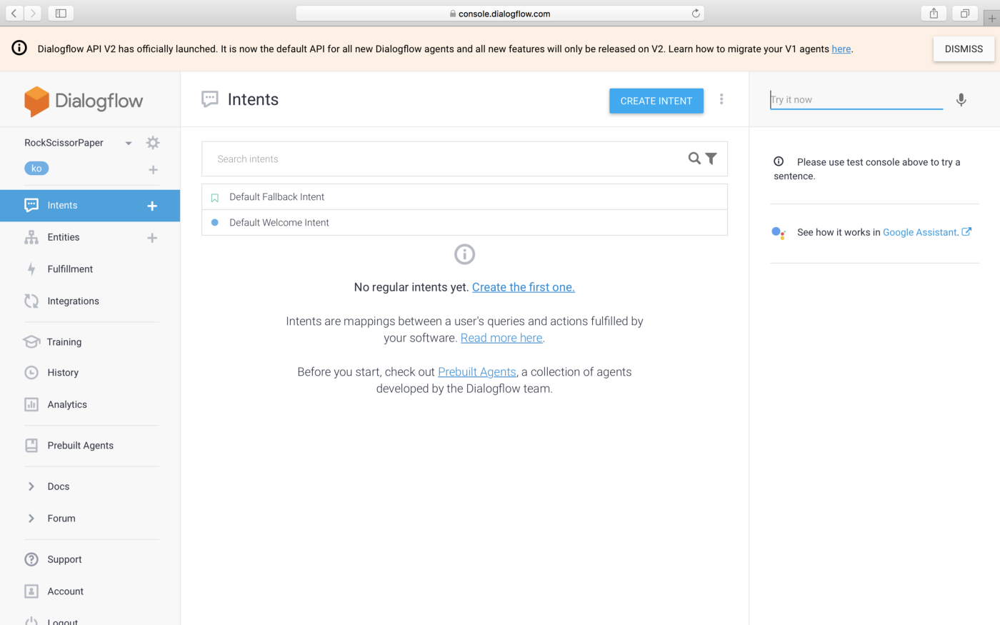 console.dialogflow.com
Dialogflow API V2 has officially launched. It is now the default API for all new Dialogflow agents and all new features will only be released on V2. Learn how to migrate your V1 agents here.
DISMISS
Dialogflow
RockScissorPaper
ko
Intents
Entities
Fulfillment
Integrations
Training
History
Analytics
Prebuilt Agents
Docs
Forum
Support
Account
Logout
Intents
CREATE INTENT
Search intents
Default Fallback Intent
Default Welcome Intent
No regular intents yet. Create the first one.
Intents are mappings between a user's queries and actions fulfilled by
your software. Read more here.
Before you start, check out Prebuilt Agents, a collection of agents
developed by the Dialogflow team.
Try it now
Please use test console above to try a
sentence.
See how it works in Google Assistant.